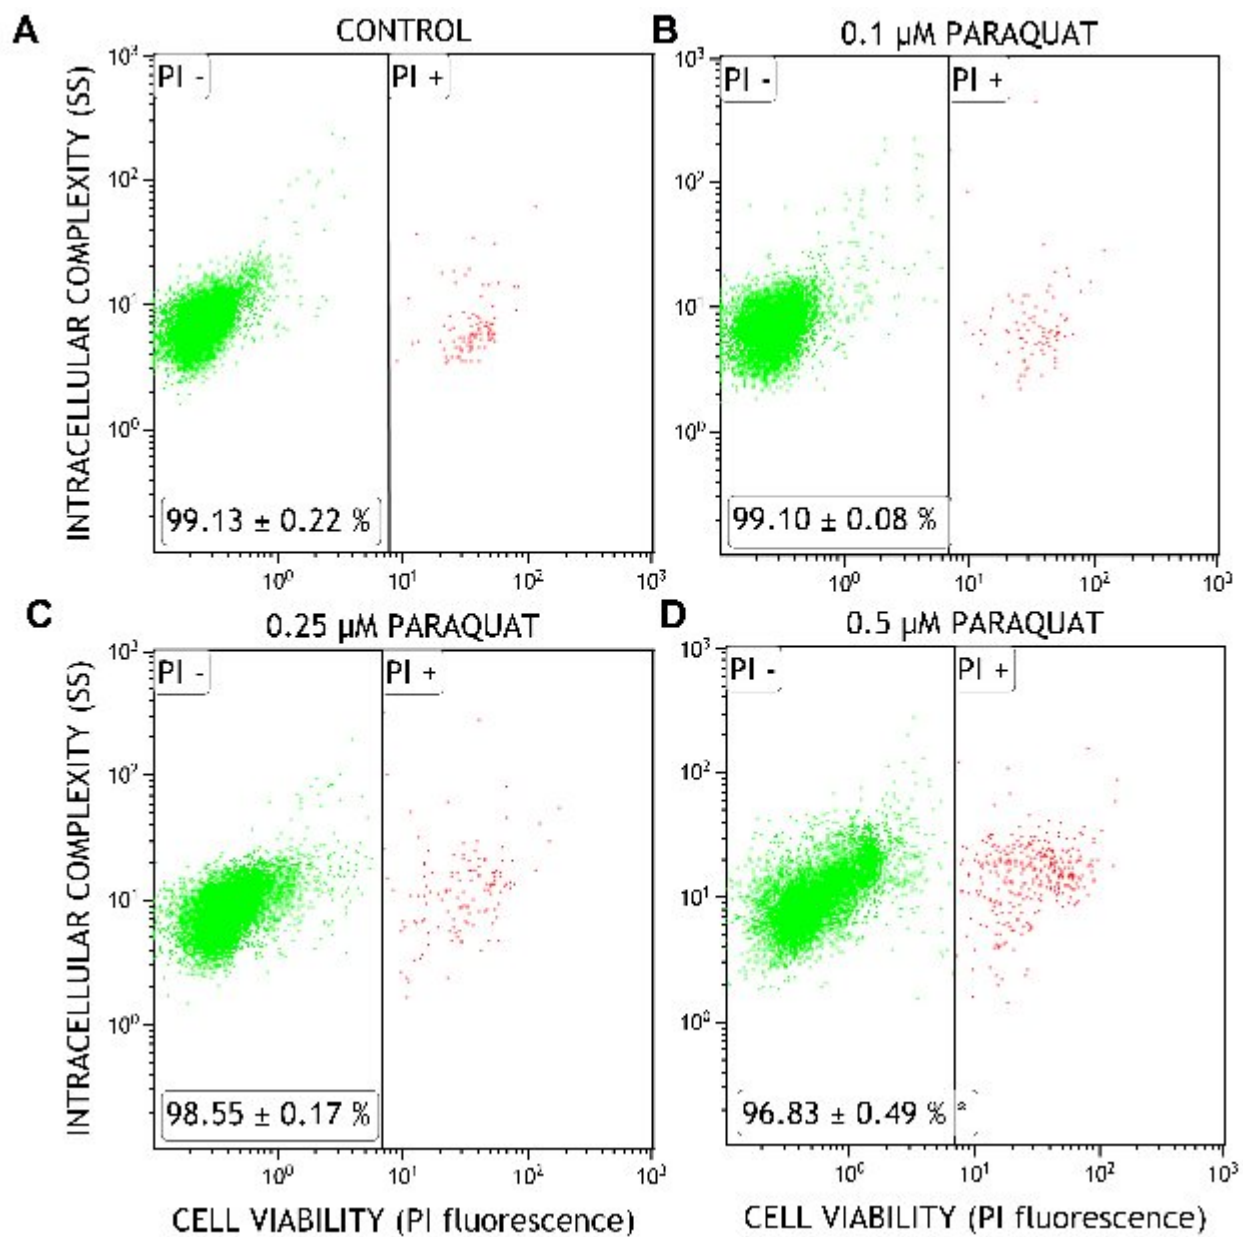 A
CONTROL
B
0.1 µM PARAQUAT
INTRACELLULAR COMPLEXITY (SS)
10³
10²
10¹
10⁰
PI -
PI +
99.13 ± 0.22 %
10⁰ 10¹ 10² 10³
10³
10²
10¹
10⁰
PI -
PI +
99.10 ± 0.08 %
10⁰ 10¹ 10² 10³
C
0.25 µM PARAQUAT
D
0.5 µM PARAQUAT
INTRACELLULAR COMPLEXITY (SS)
10³
10²
10¹
10⁰
PI -
PI +
98.55 ± 0.17 %
10⁰ 10¹ 10² 10³
CELL VIABILITY (PI fluorescence)
10³
10²
10¹
10⁰
PI -
PI +
96.83 ± 0.49 %
10⁰ 10¹ 10² 10³
CELL VIABILITY (PI fluorescence)